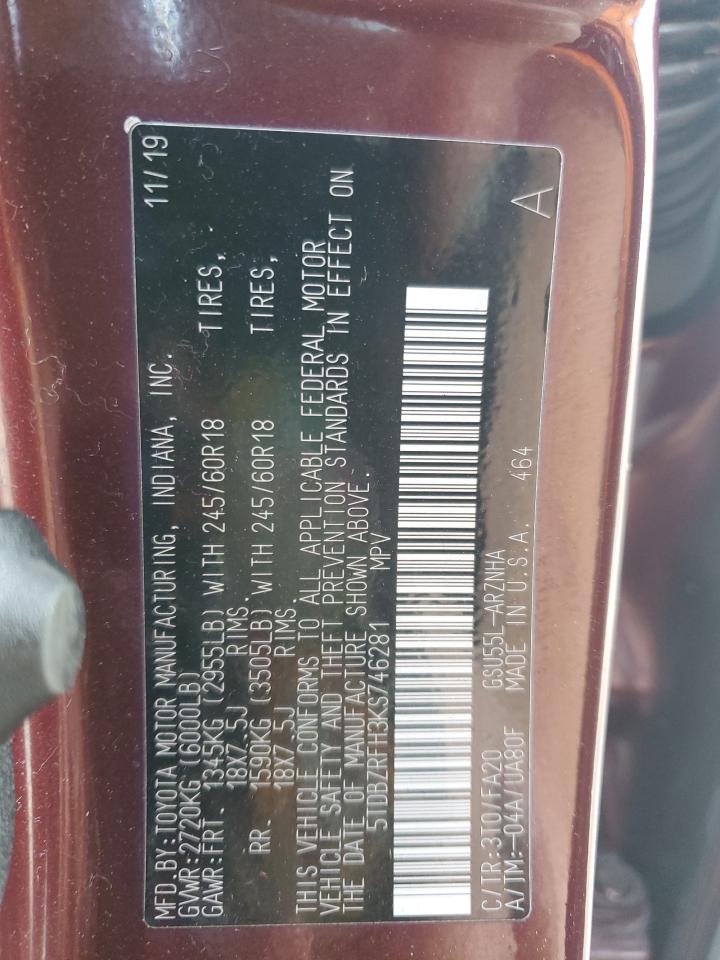 MFD.BY:TOYOTA MOTOR MANUFACTURING, INDIANA, INC. 11/19
GVWR:2720KG (6000LB)
GAWR:FRT. 1345KG (2955LB) WITH 245/60R18 TIRES,
18X7.5J RIMS.
RR. 1590KG (3505LB) WITH 245/60R18 TIRES,
18X7.5J RIMS.
THIS VEHICLE CONFORMS TO ALL APPLICABLE FEDERAL MOTOR
VEHICLE SAFETY AND THEFT PREVENTION STANDARDS IN EFFECT ON
THE DATE OF MANUFACTURE SHOWN ABOVE.
5TDBZRFH3KS746281 MPV
C/TR:3T0/FA20 GSU55L-ARZNHA
A/TM:-04A/UA80F MADE IN U.S.A. 464
A